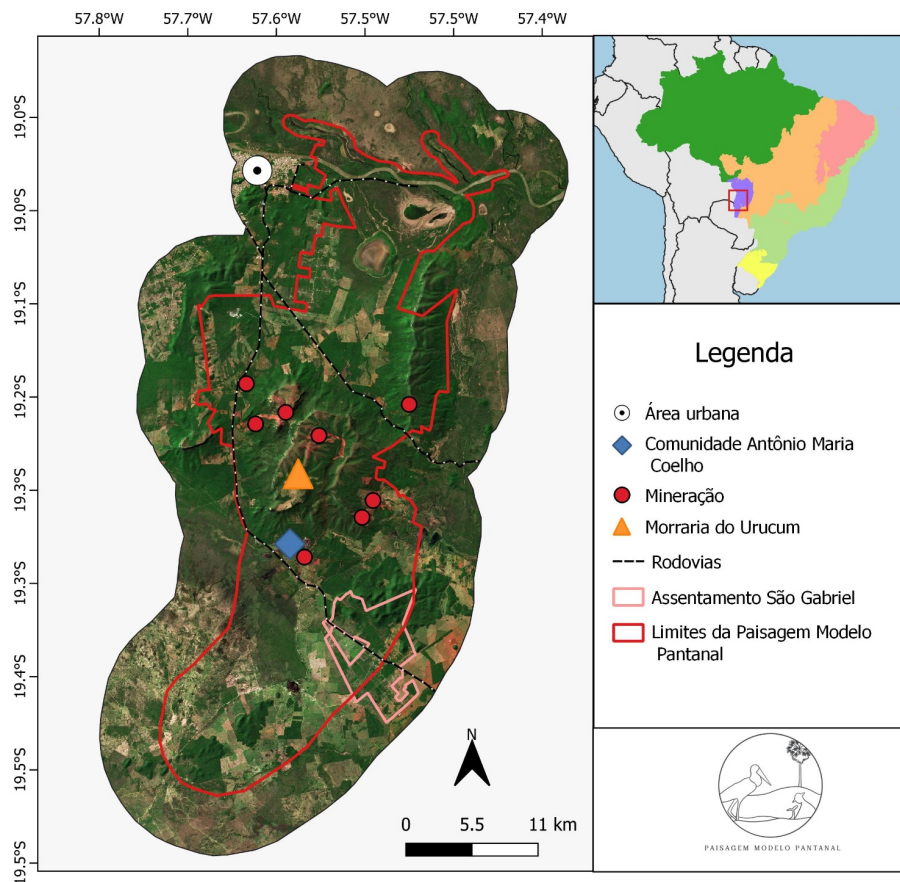 57.8°W 57.7°W 57.6°W 57.5°W 57.5°W 57.4°W
19.0°S
19.0°S
19.1°S
19.2°S
19.3°S
19.3°S
19.4°S
19.5°S
19.5°S
N
0 5.5 11 km
Legenda
Área urbana
Comunidade Antônio Maria
Coelho
Mineração
Morraria do Urucum
Rodovias
Assentamento São Gabriel
Limites da Paisagem Modelo
Pantanal
PAISAGEM MODELO PANTANAL